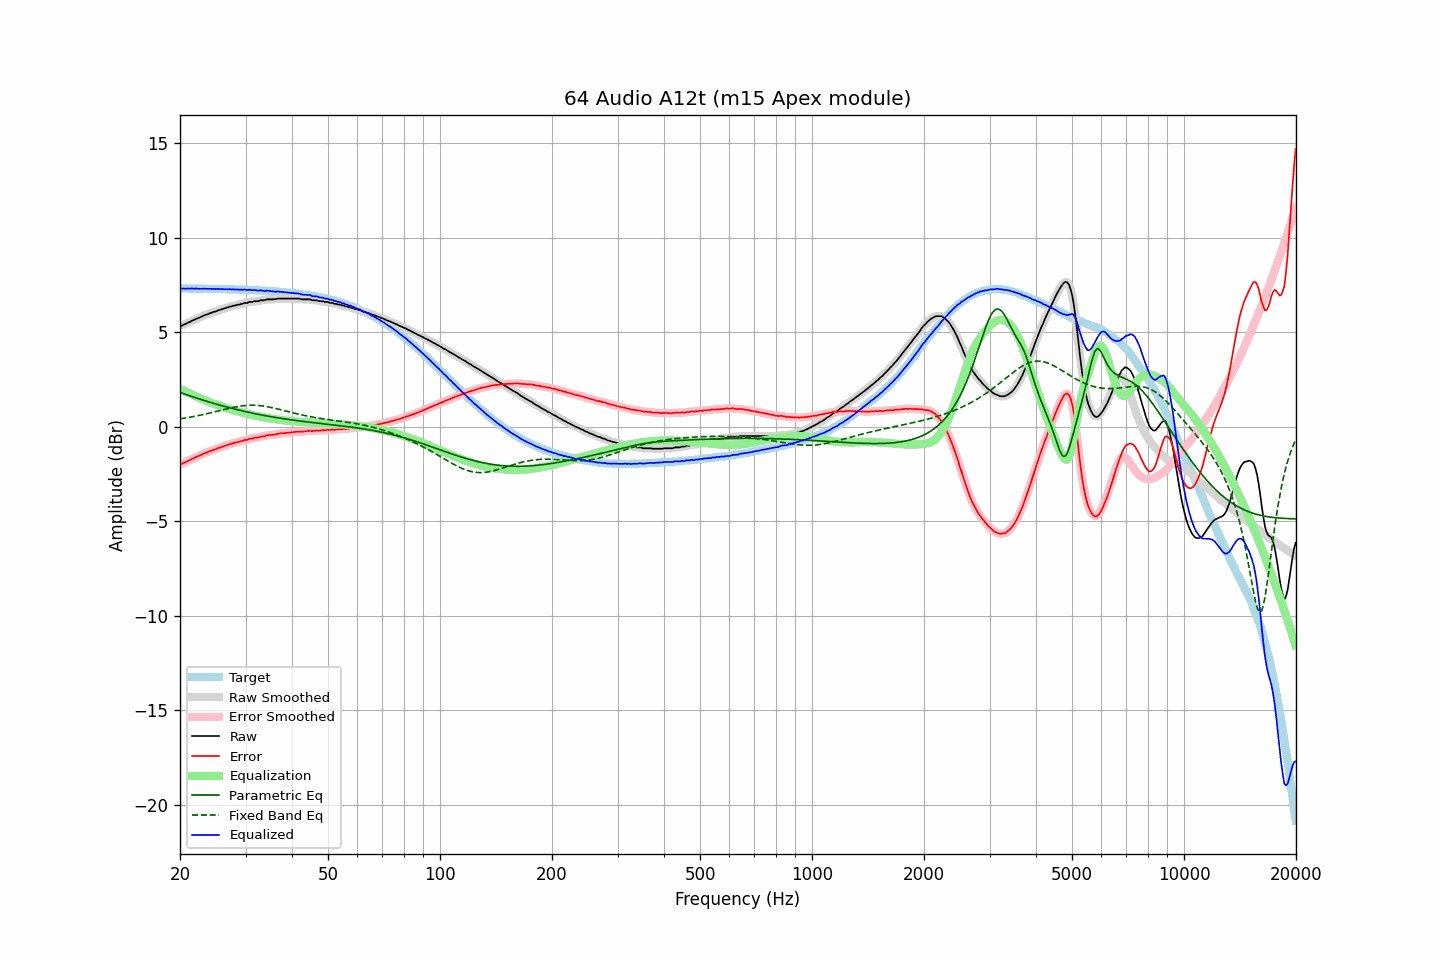 64 Audio A12t (m15 Apex module)
Amplitude (dBr)
15
10
5
0
−5
−10
−15
−20
Target
Raw Smoothed
Error Smoothed
Raw
Error
Equalization
Parametric Eq
Fixed Band Eq
Equalized
20 50 100 200 500 1000 2000 5000 10000 20000
Frequency (Hz)